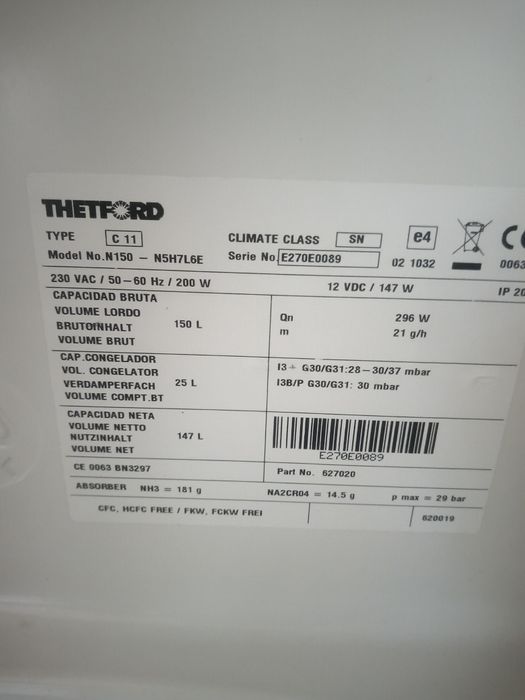 THETFORD
TYPE C 11 CLIMATE CLASS SN e4
Model No.N150 - N5H7L6E Serie No. E270E0089 02 1032 0063
230 VAC / 50-60 Hz / 200 W 12 VDC / 147 W IP 20
CAPACIDAD BRUTA
VOLUME LORDO
BRUTOINHALT
VOLUME BRUT
150 L
Qn 296 W
m 21 g/h
CAP.CONGELADOR
VOL. CONGELATOR
VERDAMPERFACH
VOLUME COMPT.BT
25 L
I3+ G30/G31:28-30/37 mbar
I3B/P G30/G31: 30 mbar
CAPACIDAD NETA
VOLUME NETTO
NUTZINHALT
VOLUME NET
147 L
E270E0089
CE 0063 BN3297 Part No. 627020
ABSORBER NH3 = 181 g NA2CR04 = 14.5 g p max = 29 bar
CFC, HCFC FREE / FKW, FCKW FREI 620019